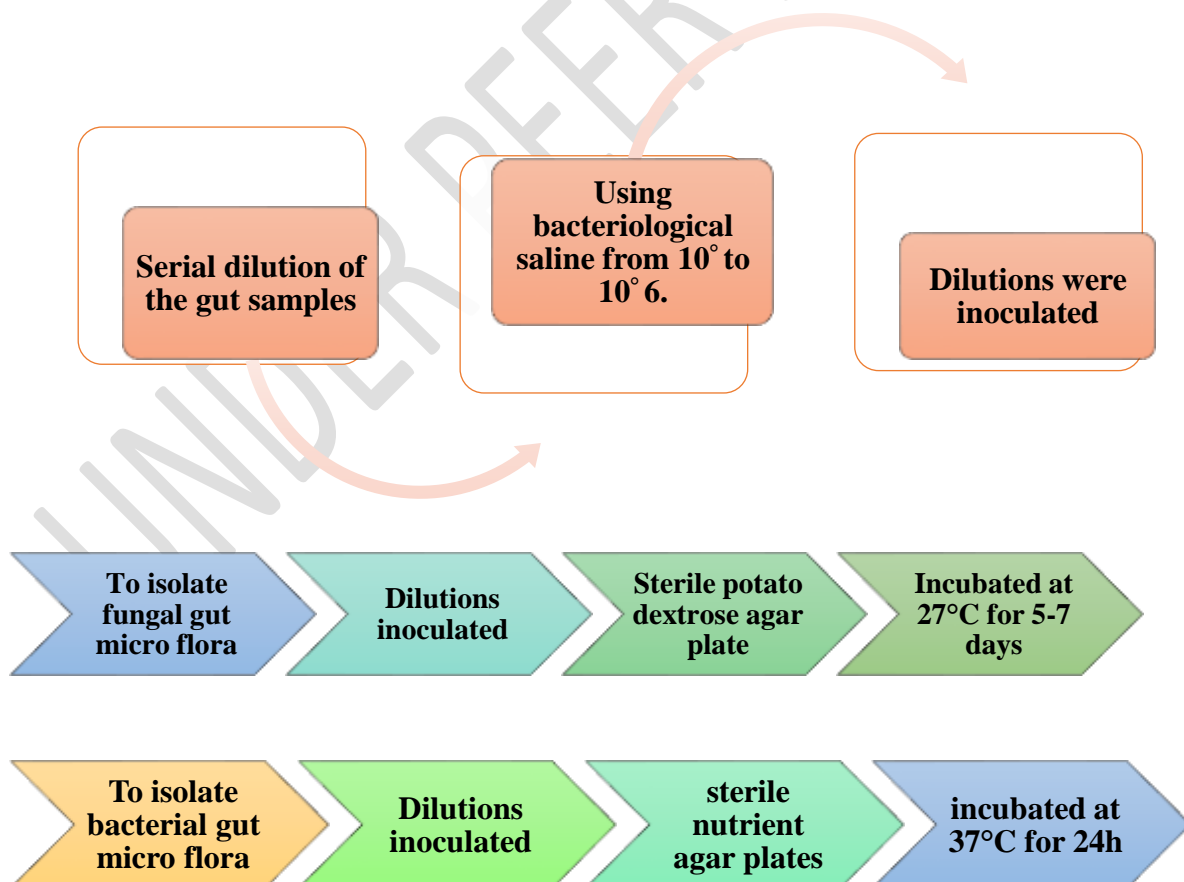 UNDER PEER
Serial dilution of
the gut samples
Using
bacteriological
saline from 10° to
10° 6.
Dilutions were
inoculated
To isolate
fungal gut
micro flora
Dilutions
inoculated
Sterile potato
dextrose agar
plate
Incubated at
27°C for 5-7
days
To isolate
bacterial gut
micro flora
Dilutions
inoculated
sterile
nutrient
agar plates
incubated at
37°C for 24h